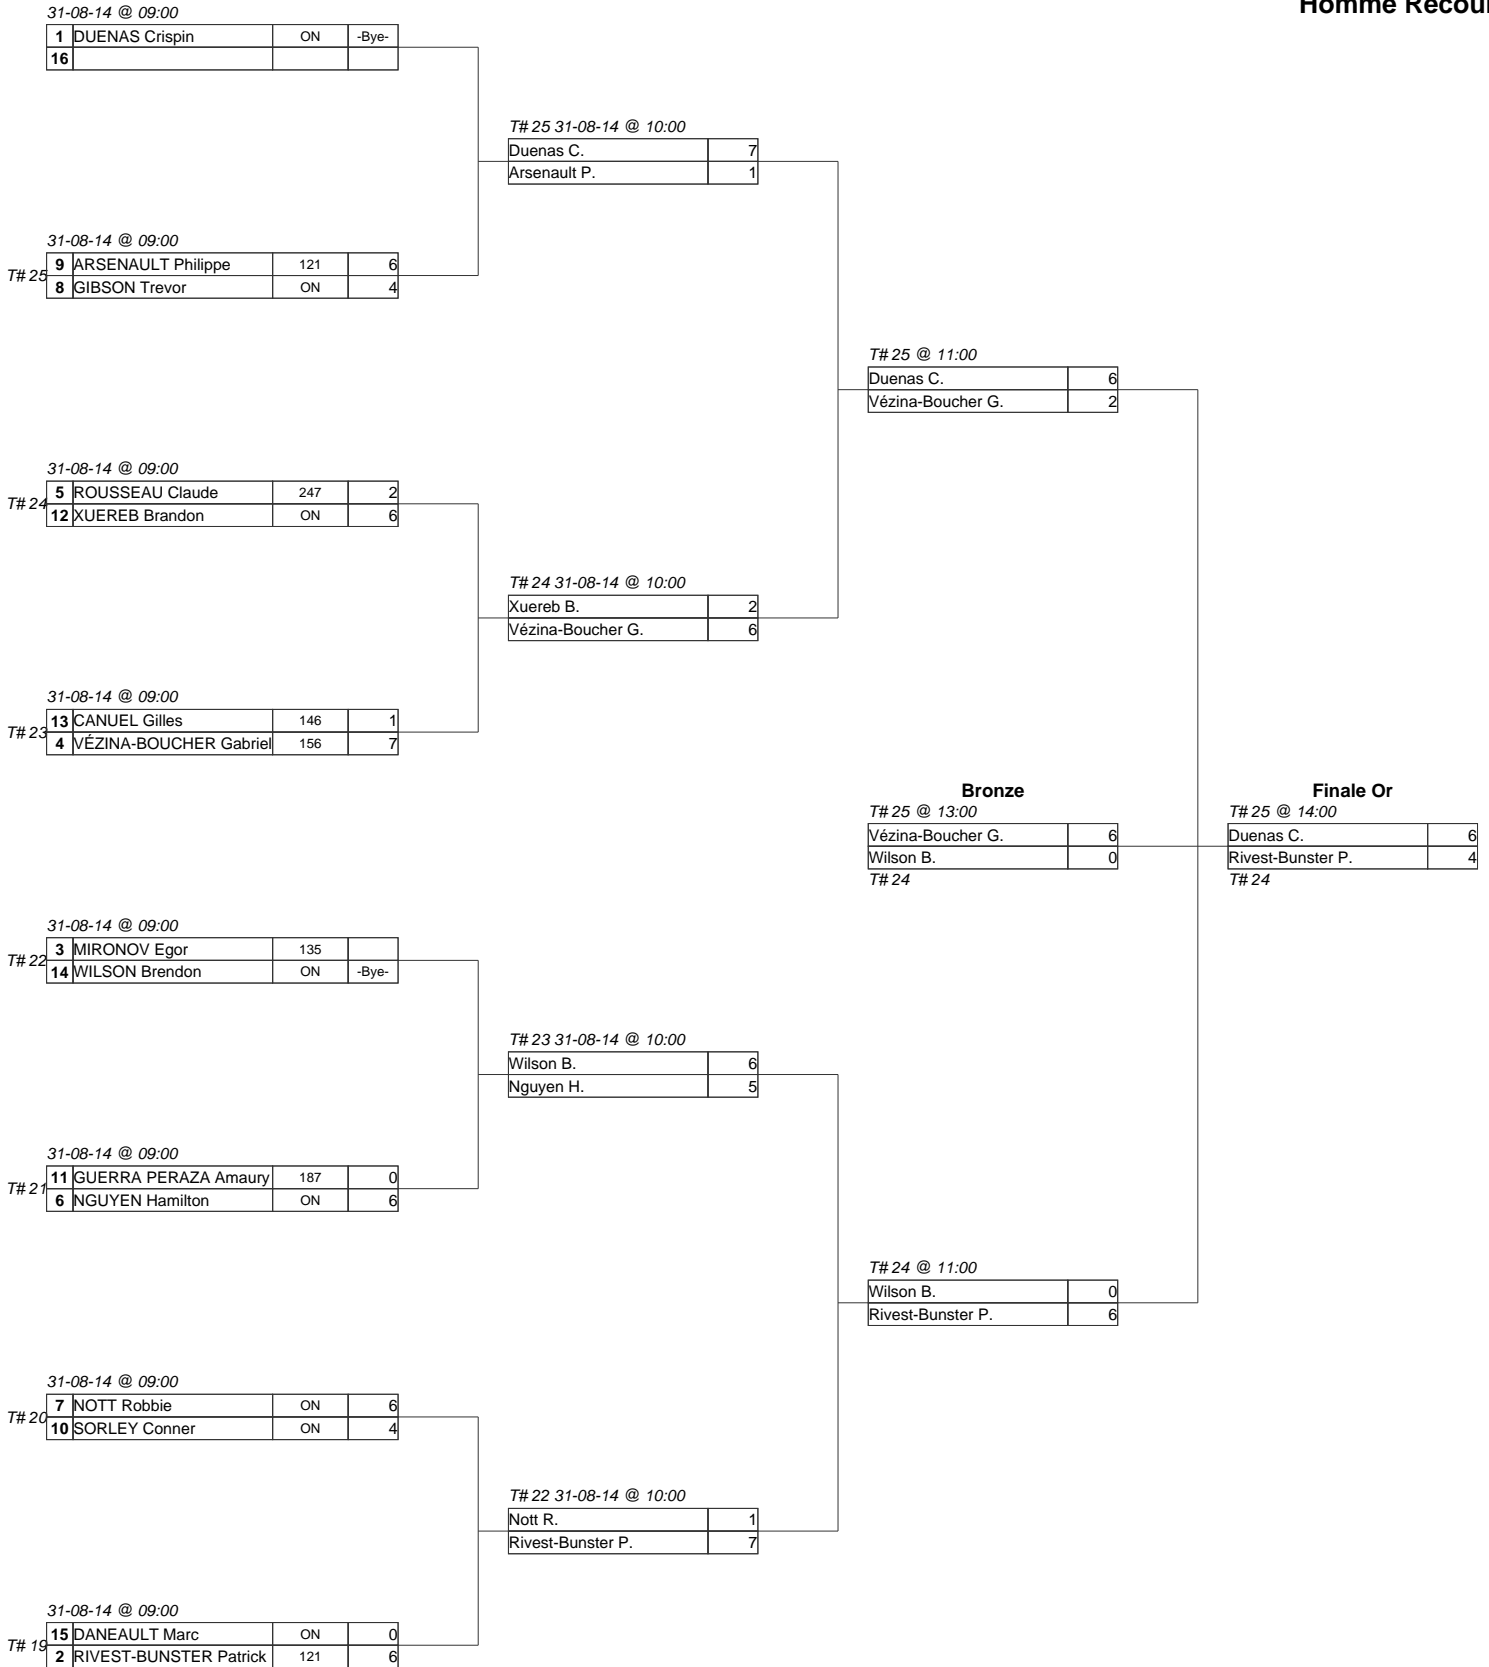 Homme Recour
31-08-14 @ 09:00
1 DUENAS Crispin ON -Bye-
16
T# 25 31-08-14 @ 10:00
Duenas C. 7
Arsenault P. 1
31-08-14 @ 09:00
T# 25
9 ARSENAULT Philippe 121 6
8 GIBSON Trevor ON 4
T# 25 @ 11:00
Duenas C. 6
Vézina-Boucher G. 2
31-08-14 @ 09:00
T# 24
5 ROUSSEAU Claude 247 2
12 XUEREB Brandon ON 6
T# 24 31-08-14 @ 10:00
Xuereb B. 2
Vézina-Boucher G. 6
31-08-14 @ 09:00
T# 23
13 CANUEL Gilles 146 1
4 VÉZINA-BOUCHER Gabriel 156 7
Bronze
T# 25 @ 13:00
Vézina-Boucher G. 6
Wilson B. 0
T# 24
Finale Or
T# 25 @ 14:00
Duenas C. 6
Rivest-Bunster P. 4
T# 24
31-08-14 @ 09:00
T# 22
3 MIRONOV Egor 135
14 WILSON Brendon ON -Bye-
T# 23 31-08-14 @ 10:00
Wilson B. 6
Nguyen H. 5
31-08-14 @ 09:00
T# 21
11 GUERRA PERAZA Amaury 187 0
6 NGUYEN Hamilton ON 6
T# 24 @ 11:00
Wilson B. 0
Rivest-Bunster P. 6
31-08-14 @ 09:00
T# 20
7 NOTT Robbie ON 6
10 SORLEY Conner ON 4
T# 22 31-08-14 @ 10:00
Nott R. 1
Rivest-Bunster P. 7
31-08-14 @ 09:00
T# 19
15 DANEAULT Marc ON 0
2 RIVEST-BUNSTER Patrick 121 6